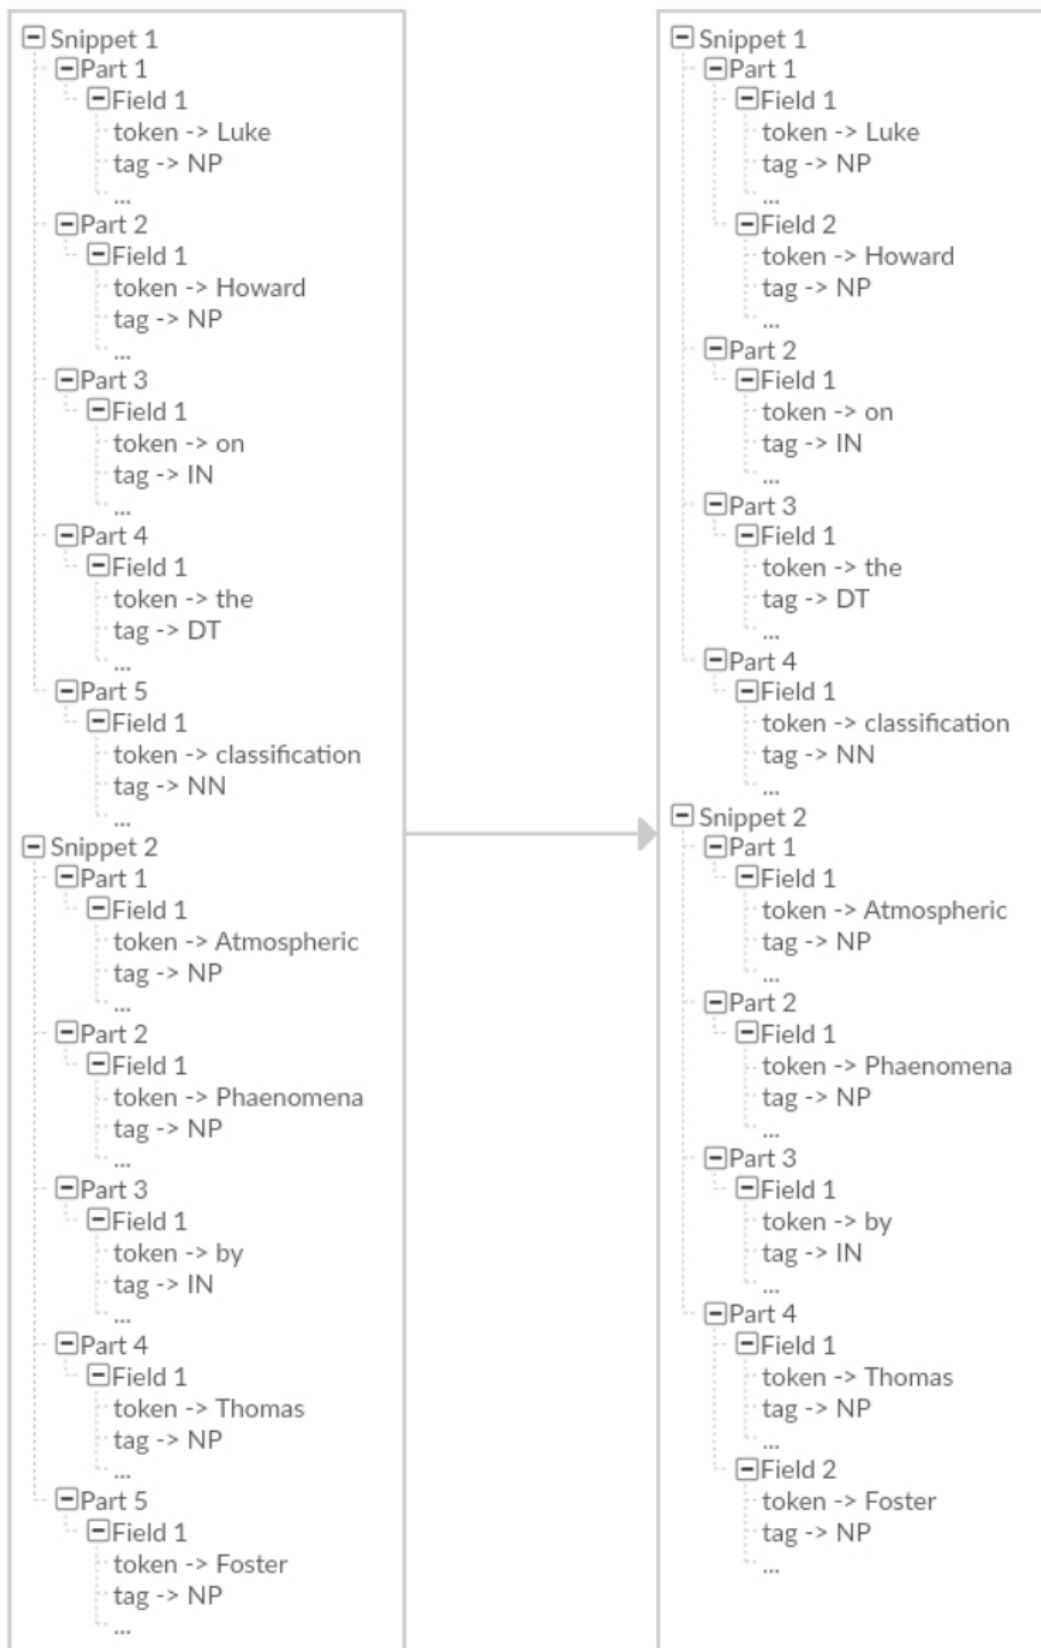 Snippet 1
Part 1
Field 1
token -> Luke
tag -> NP
...
Part 2
Field 1
token -> Howard
tag -> NP
...
Part 3
Field 1
token -> on
tag -> IN
...
Part 4
Field 1
token -> the
tag -> DT
...
Part 5
Field 1
token -> classification
tag -> NN
...
Snippet 2
Part 1
Field 1
token -> Atmospheric
tag -> NP
...
Part 2
Field 1
token -> Phaenomena
tag -> NP
...
Part 3
Field 1
token -> by
tag -> IN
...
Part 4
Field 1
token -> Thomas
tag -> NP
...
Part 5
Field 1
token -> Foster
tag -> NP
...
Snippet 1
Part 1
Field 1
token -> Luke
tag -> NP
...
Field 2
token -> Howard
tag -> NP
...
Part 2
Field 1
token -> on
tag -> IN
...
Part 3
Field 1
token -> the
tag -> DT
...
Part 4
Field 1
token -> classification
tag -> NN
...
Snippet 2
Part 1
Field 1
token -> Atmospheric
tag -> NP
...
Part 2
Field 1
token -> Phaenomena
tag -> NP
...
Part 3
Field 1
token -> by
tag -> IN
...
Part 4
Field 1
token -> Thomas
tag -> NP
...
Field 2
token -> Foster
tag -> NP
...